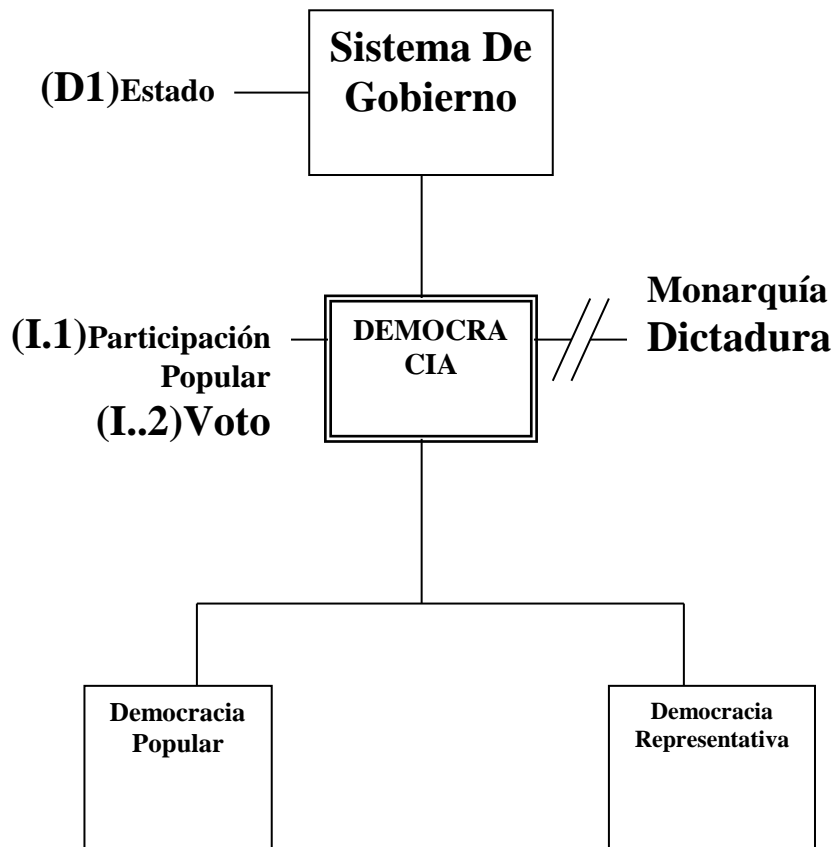 Sistema De
Gobierno
(D1)Estado
(I.1)Participación
Popular
(I..2)Voto
DEMOCRA
CIA
Monarquía
Dictadura
Democracia
Popular
Democracia
Representativa